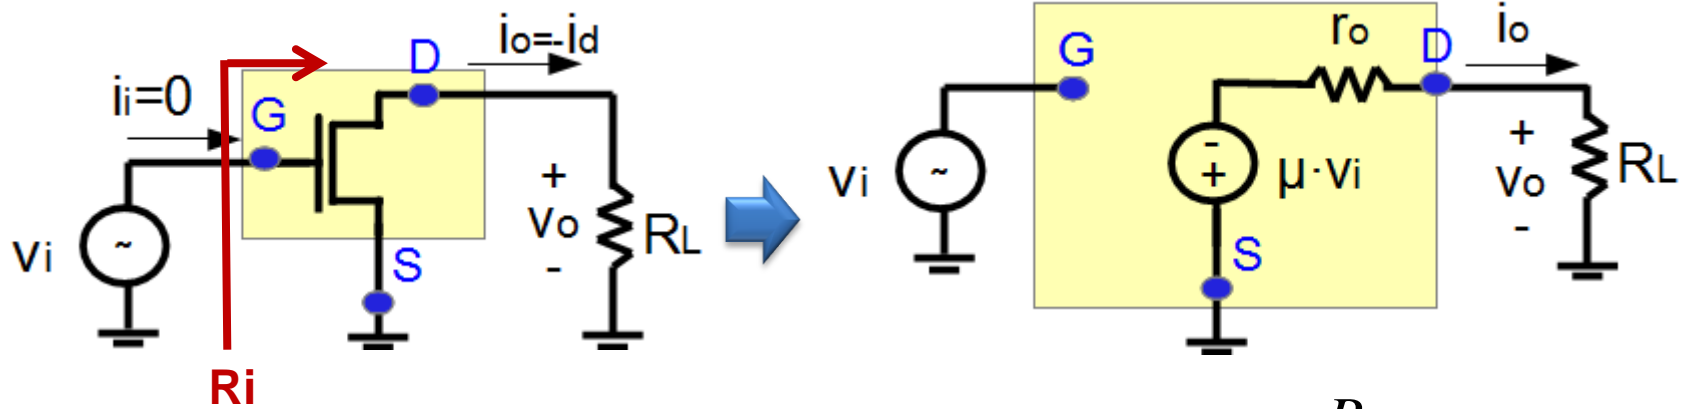 ii=0
G
D
io=-id
vi
~
S
+
vo
-
RL
Ri
G
ro
D
io
vi
~
-
+
μ·vi
S
+
vo
-
RL